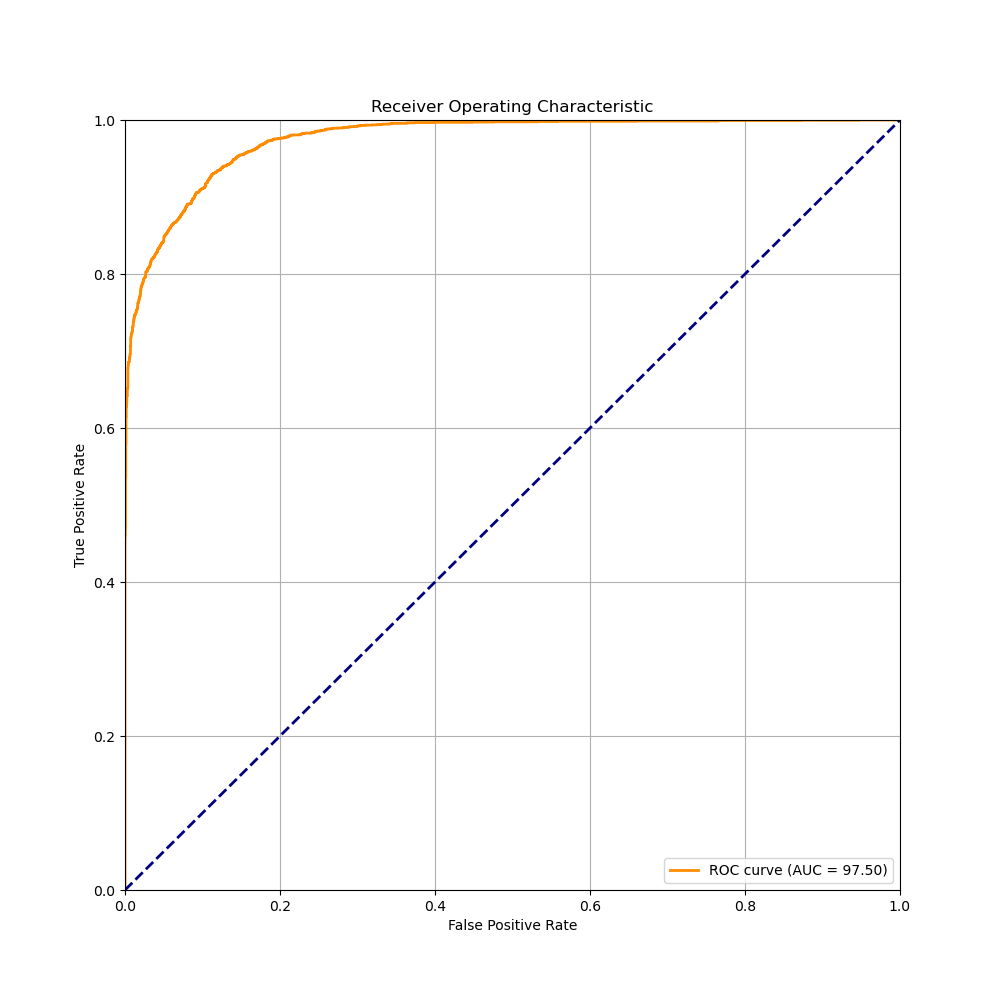 Receiver Operating Characteristic
1.0
0.8
0.6
0.4
0.2
0.0
True Positive Rate
ROC curve (AUC = 97.50)
0.0 0.2 0.4 0.6 0.8 1.0
False Positive Rate